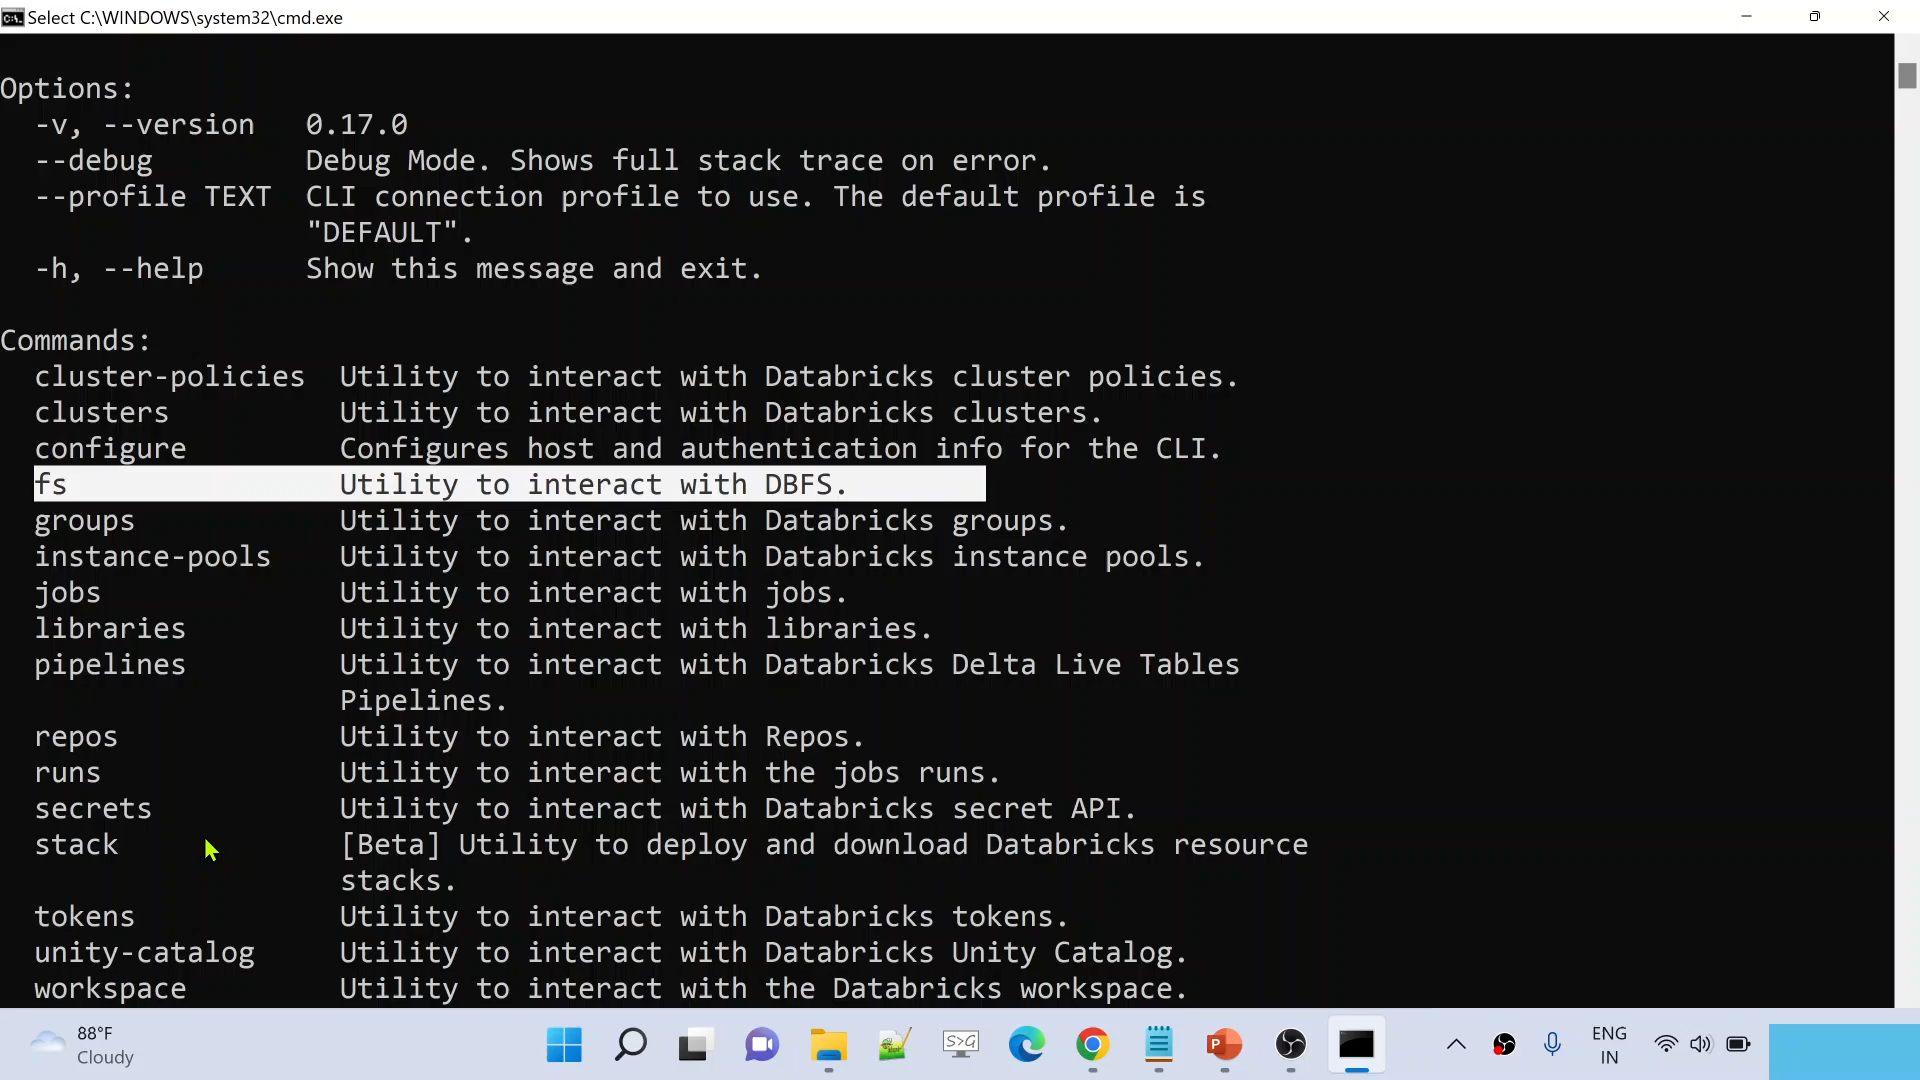 Select C:\WINDOWS\system32\cmd.exe
Options:
-v, --version 0.17.0
--debug Debug Mode. Shows full stack trace on error.
--profile TEXT CLI connection profile to use. The default profile is
"DEFAULT".
-h, --help Show this message and exit.
Commands:
cluster-policies Utility to interact with Databricks cluster policies.
clusters Utility to interact with Databricks clusters.
configure Configures host and authentication info for the CLI.
fs Utility to interact with DBFS.
groups Utility to interact with Databricks groups.
instance-pools Utility to interact with Databricks instance pools.
jobs Utility to interact with jobs.
libraries Utility to interact with libraries.
pipelines Utility to interact with Databricks Delta Live Tables
Pipelines.
repos Utility to interact with Repos.
runs Utility to interact with the jobs runs.
secrets Utility to interact with Databricks secret API.
stack [Beta] Utility to deploy and download Databricks resource
stacks.
tokens Utility to interact with Databricks tokens.
unity-catalog Utility to interact with Databricks Unity Catalog.
workspace Utility to interact with the Databricks workspace.
88°F
Cloudy
S>G
ENG
IN